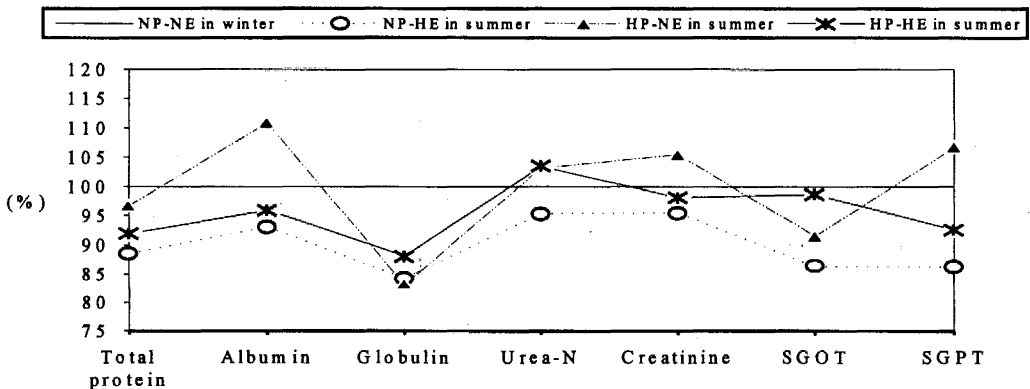 NP-NE in winter NP-HE in summer HP-NE in summer HP-HE in summer
120
115
110
105
100
95
90
85
80
75
(%)
Total protein
Albumin
Globulin
Urea-N
Creatinine
SGOT
SGPT